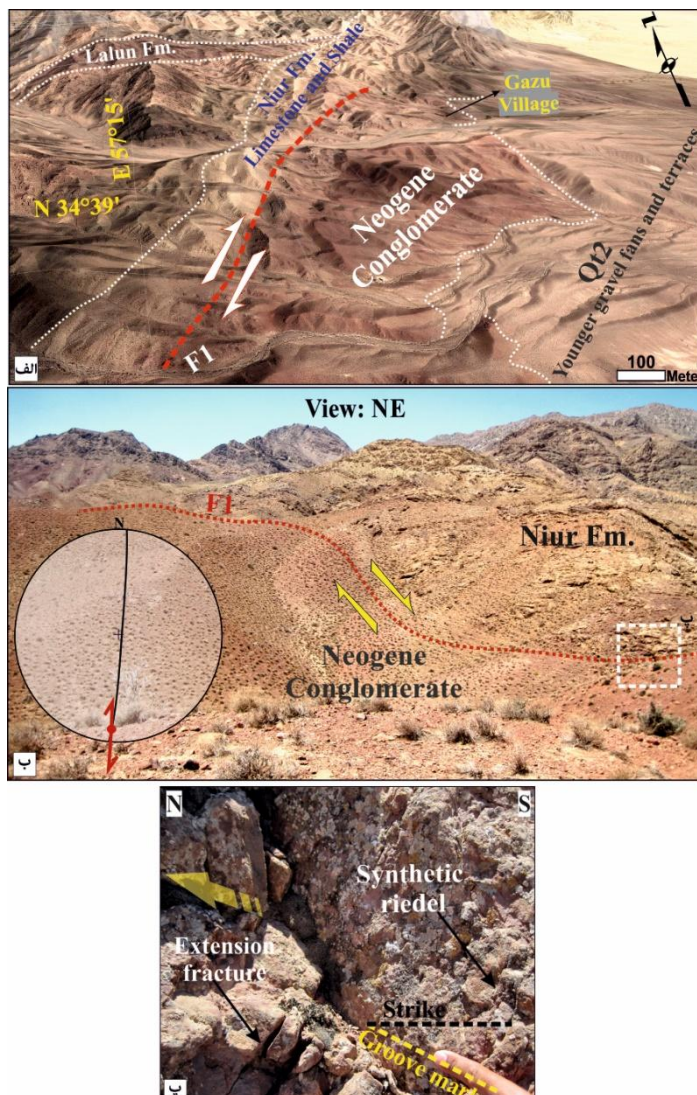 Lalun Fm.
Niur Fm.
Limestone and Shale
Gazu
Village
E 57°15'
N 34°39'
Neogene
Conglomerate
Qt2
Younger gravel fans and terrace
F1
100
Mete
الف
View: NE
F1
N
Niur Fm.
Neogene
Conglomerate
ب
N
S
Synthetic
riedel
Extension
fracture
Strike
Groove mark